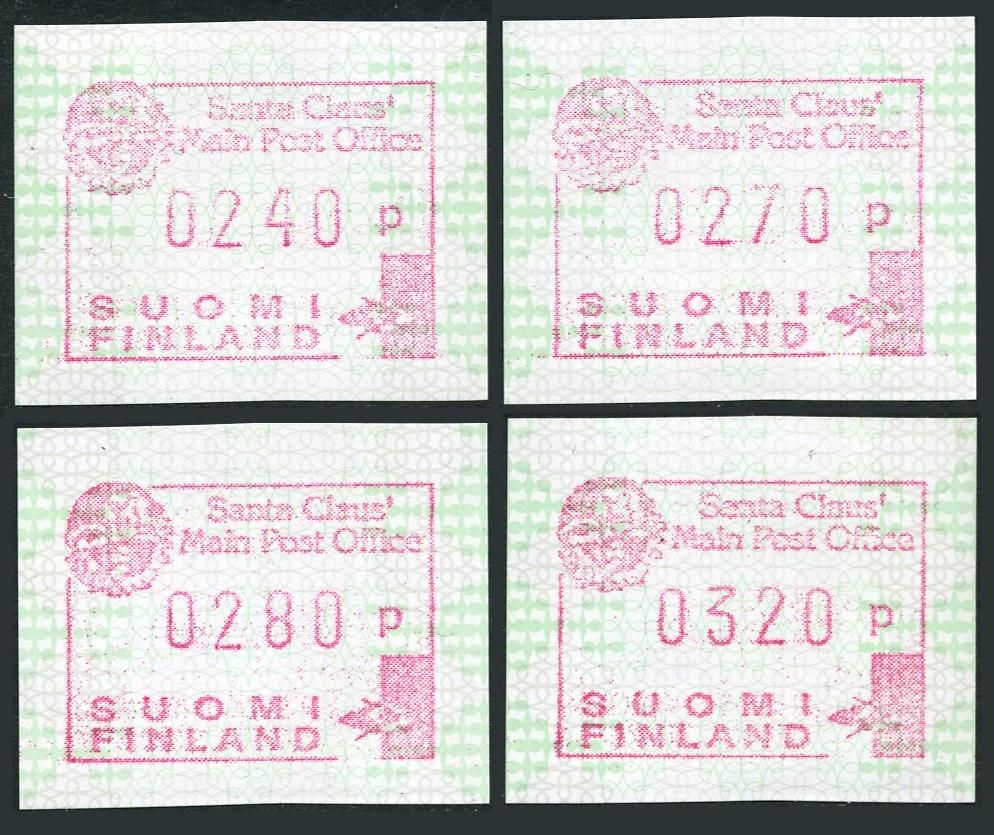 Santa Claus'
Main Post Office
0240 p
SUOMI
FINLAND
Santa Claus'
Main Post Office
0270 p
SUOMI
FINLAND
Santa Claus'
Main Post Office
0280 p
SUOMI
FINLAND
Santa Claus'
Main Post Office
0320 p
SUOMI
FINLAND